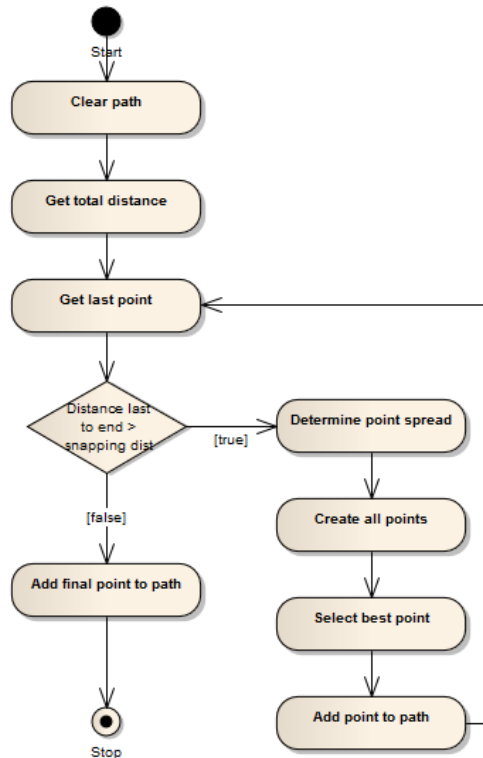 Start
Clear path
Get total distance
Get last point
Distance last
to end >
snapping dist
[true]
Determine point spread
[false]
Create all points
Add final point to path
Select best point
Add point to path
Stop